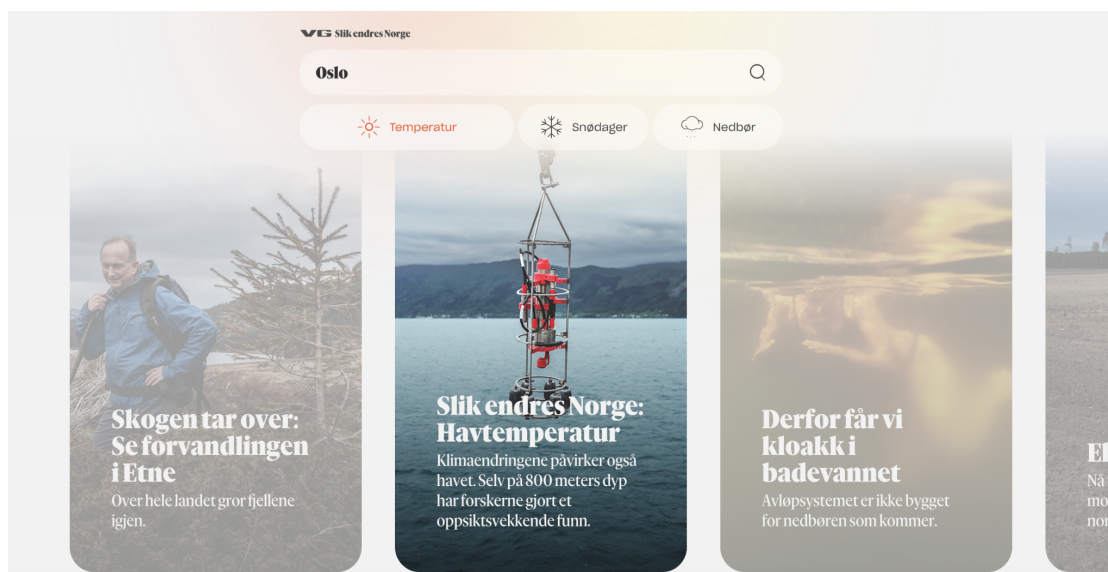 VG Slik endres Norge
Oslo
Temperatur
Snødager
Nedbør
Skogen tar over:
Se forvandlingen
i Etne
Over hele landet gror fjellene
igjen.
Slik endres Norge:
Havtemperatur
Klimaendringene påvirker også
havet. Selv på 800 meters dyp
har forskerne gjort et
oppsiktsvekkende funn.
Derfor får vi
kloakk i
badevannet
Avløpsystemet er ikke bygget
for nedbøren som kommer.
Nå